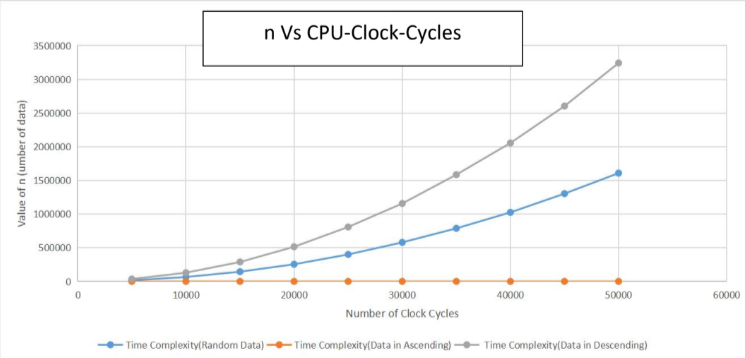 n Vs CPU-Clock-Cycles
3500000
3000000
2500000
2000000
1500000
1000000
500000
0
Value of n (umber of data)
0 10000 20000 30000 40000 50000 60000
Number of Clock Cycles
Time Complexity(Random Data) Time Complexity(Data in Ascending) Time Complexity(Data in Descending)